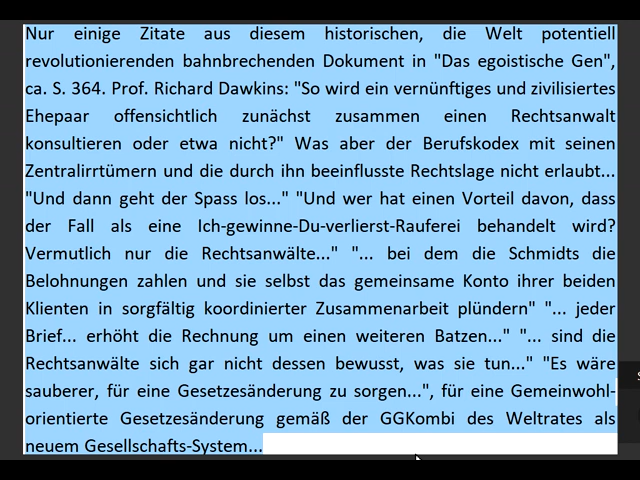 Nur einige Zitate aus diesem historischen, die Welt potentiell
revolutionierenden bahnbrechenden Dokument in "Das egoistische Gen",
ca. S. 364. Prof. Richard Dawkins: "So wird ein vernünftiges und zivilisiertes
Ehepaar offensichtlich zunächst zusammen einen Rechtsanwalt
konsultieren oder etwa nicht?" Was aber der Berufskodex mit seinen
Zentralirrtümern und die durch ihn beeinflusste Rechtslage nicht erlaubt...
"Und dann geht der Spass los..." "Und wer hat einen Vorteil davon, dass
der Fall als eine Ich-gewinne-Du-verlierst-Rauferei behandelt wird?
Vermutlich nur die Rechtsanwälte..." "... bei dem die Schmidts die
Belohnungen zahlen und sie selbst das gemeinsame Konto ihrer beiden
Klienten in sorgfältig koordinierter Zusammenarbeit plündern" "... jeder
Brief... erhöht die Rechnung um einen weiteren Batzen..." "... sind die
Rechtsanwälte sich gar nicht dessen bewusst, was sie tun..." "Es wäre
sauberer, für eine Gesetzesänderung zu sorgen...", für eine Gemeinwohl-
orientierte Gesetzesänderung gemäß der GGKombi des Weltrates als
neuem Gesellschafts-System...